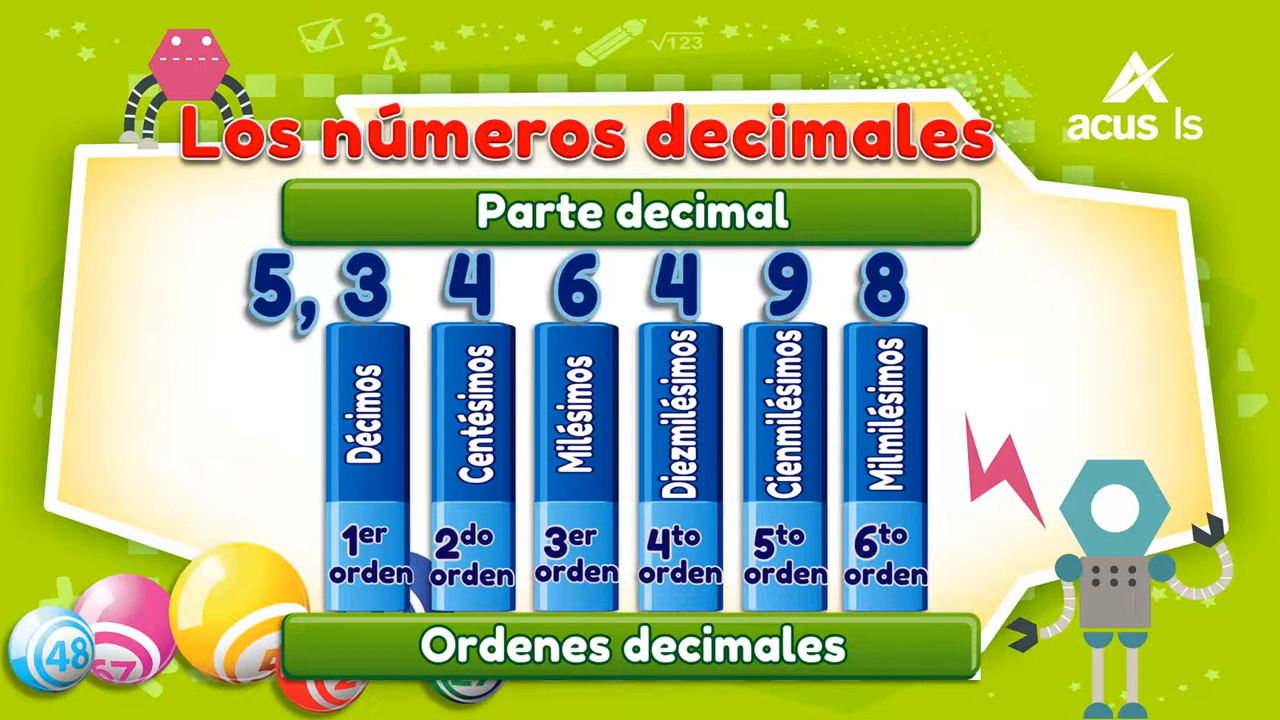 3
4
√123
acus ls
Los números decimales
Parte decimal
5, 3 4 6 4 9 8
Décimos
Centésimos
Milésimos
Diezmilésimos
Cienmilésimos
Milmilésimos
1er orden
2do orden
3er orden
4to orden
5to orden
6to orden
Ordenes decimales
48
67